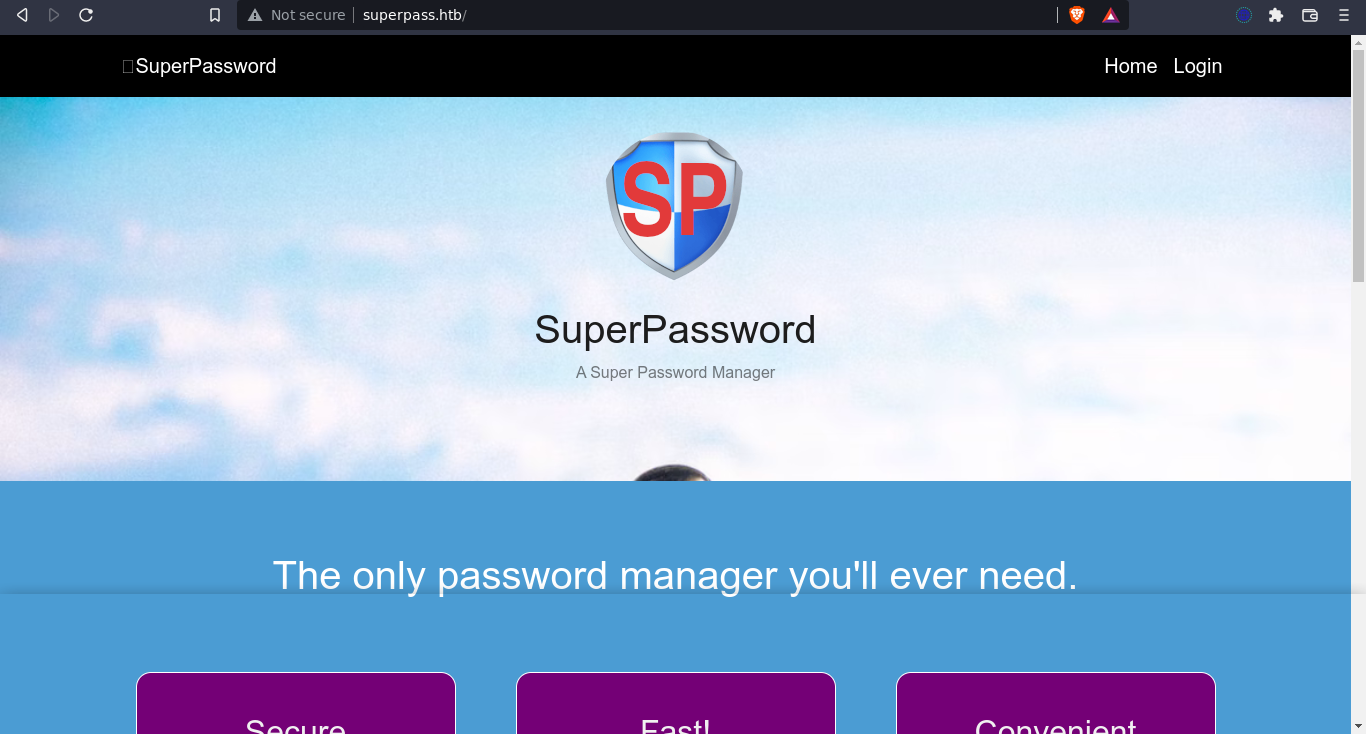 Not secure superpass.htb/
SuperPassword
Home Login
SP
SuperPassword
A Super Password Manager
The only password manager you'll ever need.
Secure Fast! Convenient